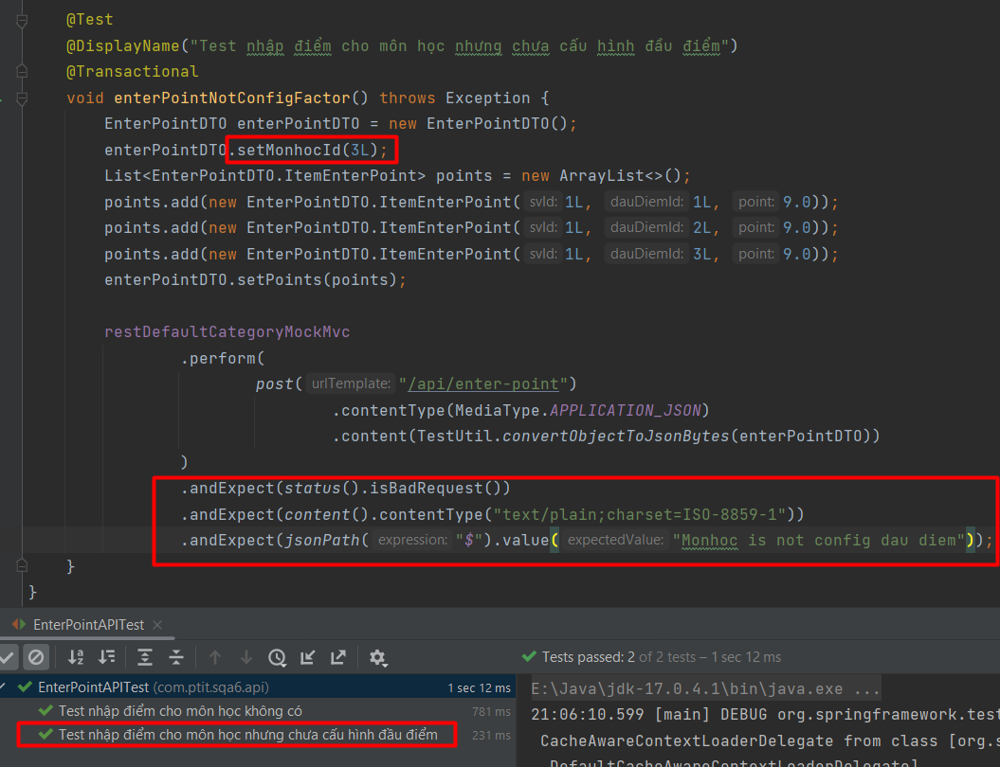 @Test
@DisplayName("Test nhập điểm cho môn học nhưng chưa cấu hình đầu điểm")
@Transactional
void enterPointNotConfigFactor() throws Exception {
EnterPointDTO enterPointDTO = new EnterPointDTO();
enterPointDTO.setMonhocId(3L);
List<EnterPointDTO.ItemEnterPoint> points = new ArrayList<>();
points.add(new EnterPointDTO.ItemEnterPoint( svId: 1L, dauDiemId: 1L, point: 9.0));
points.add(new EnterPointDTO.ItemEnterPoint( svId: 1L, dauDiemId: 2L, point: 9.0));
points.add(new EnterPointDTO.ItemEnterPoint( svId: 1L, dauDiemId: 3L, point: 9.0));
enterPointDTO.setPoints(points);
restDefaultCategoryMockMvc
.perform(
post( urlTemplate: "/api/enter-point")
.contentType(MediaType.APPLICATION_JSON)
.content(TestUtil.convertObjectToJsonBytes(enterPointDTO))
)
.andExpect(status().isBadRequest())
.andExpect(content().contentType("text/plain;charset=ISO-8859-1"))
.andExpect(jsonPath( expression: "$").value( expectedValue: "Monhoc is not config dau diem"));
}
}
EnterPointAPITest
Tests passed: 2 of 2 tests – 1 sec 12 ms
EnterPointAPITest (com.ptit.sqa6.api) 1 sec 12 ms
Test nhập điểm cho môn học không có 781 ms
Test nhập điểm cho môn học nhưng chưa cấu hình đầu điểm 231 ms
E:\Java\jdk-17.0.4.1\bin\java.exe ...
21:06:10.599 [main] DEBUG org.springframework.test
CacheAwareContextLoaderDelegate from class [org.s
.DefaultCacheAwareContextLoaderDelegate]